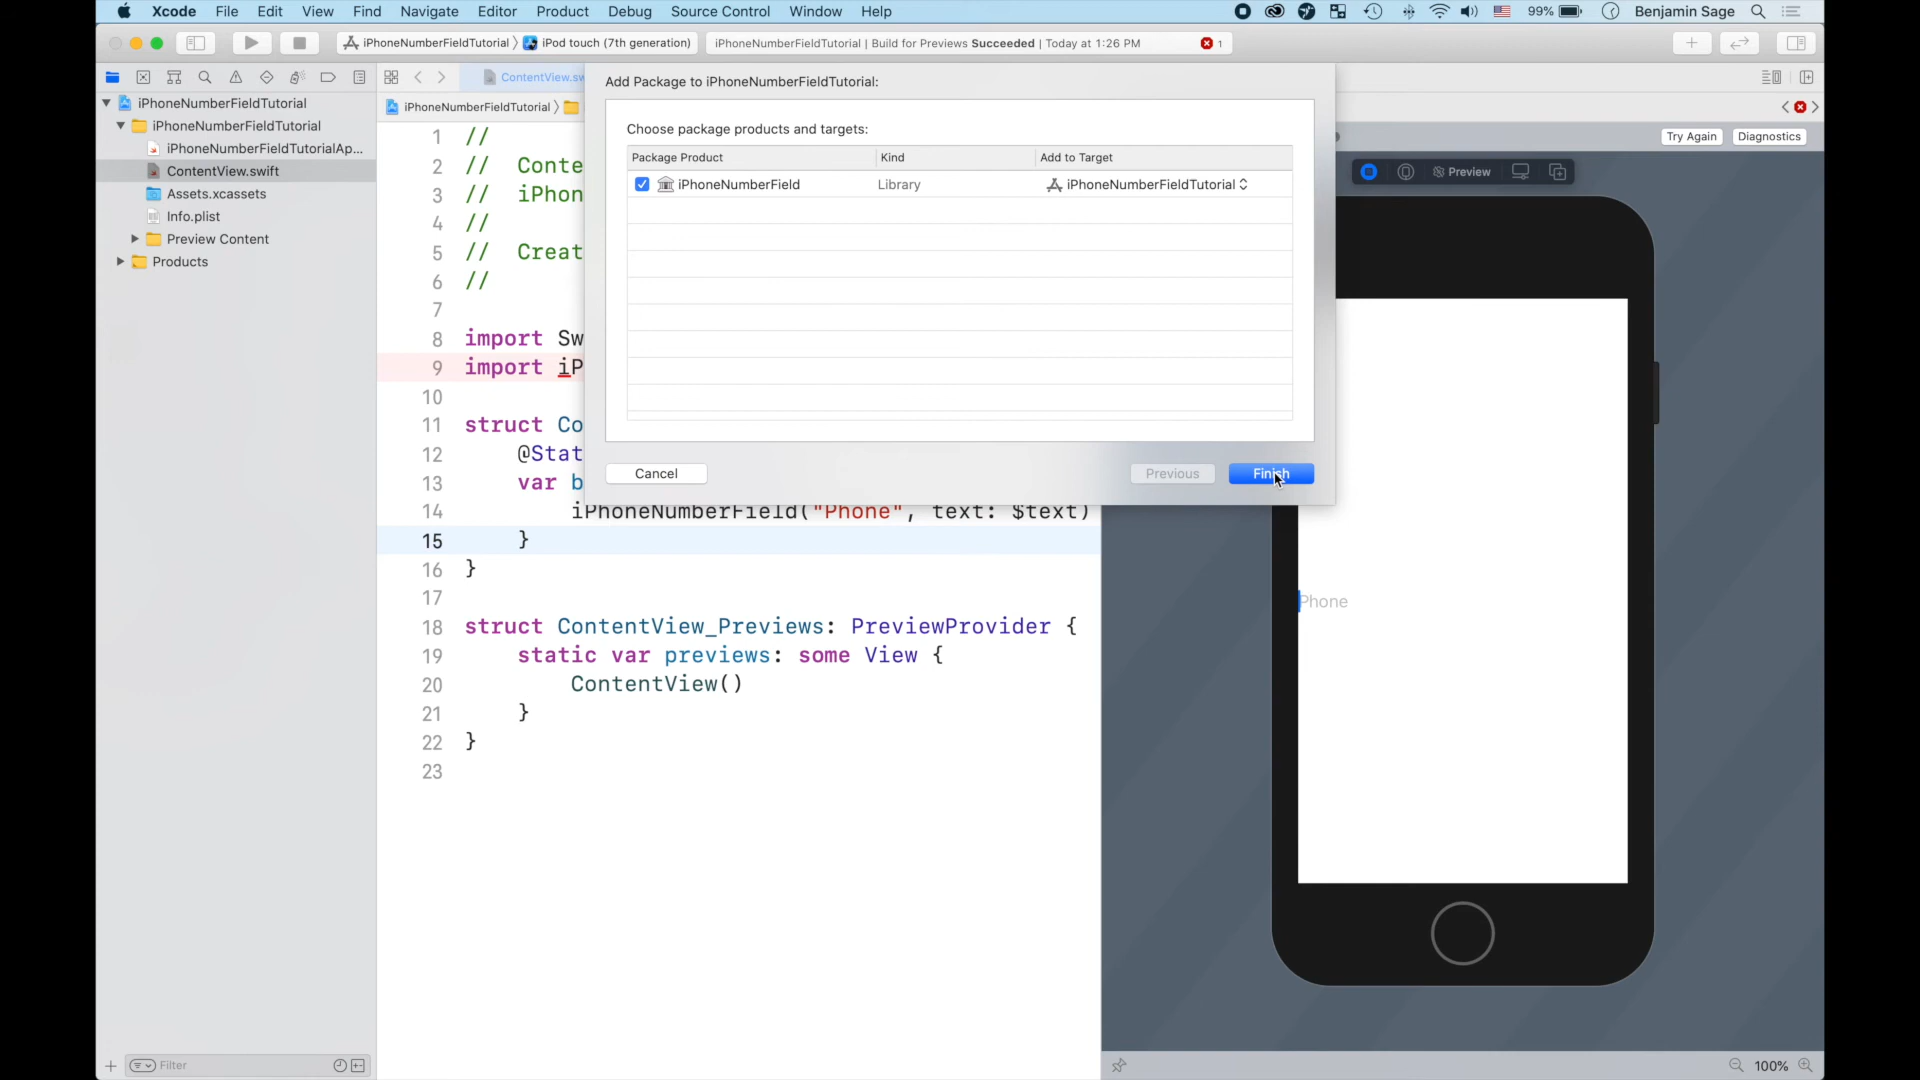 Xcode File Edit View Find Navigate Editor Product Debug Source Control Window Help 99% Benjamin Sage
iPhoneNumberFieldTutorial iPod touch (7th generation) iPhoneNumberFieldTutorial | Build for Previews Succeeded | Today at 1:26 PM 1
ContentView.sw
iPhoneNumberFieldTutorial
iPhoneNumberFieldTutorial
iPhoneNumberFieldTutorialAp...
ContentView.swift
Assets.xcassets
Info.plist
Preview Content
Products
Filter
iPhoneNumberFieldTutorial
Add Package to iPhoneNumberFieldTutorial:
Choose package products and targets:
Package Product Kind Add to Target
iPhoneNumberField Library iPhoneNumberFieldTutorial
Cancel Previous Finish
1 //
2 // Conte
3 // iPhon
4 //
5 // Creat
6 //
7
8 import Sw
9 import iP
10
11 struct Co
12 @Stat
13 var b
14 iPhoneNumberField("Phone", text: $text)
15 }
16 }
17
18 struct ContentView_Previews: PreviewProvider {
19 static var previews: some View {
20 ContentView()
21 }
22 }
23
Try Again Diagnostics
Preview
Phone
100%